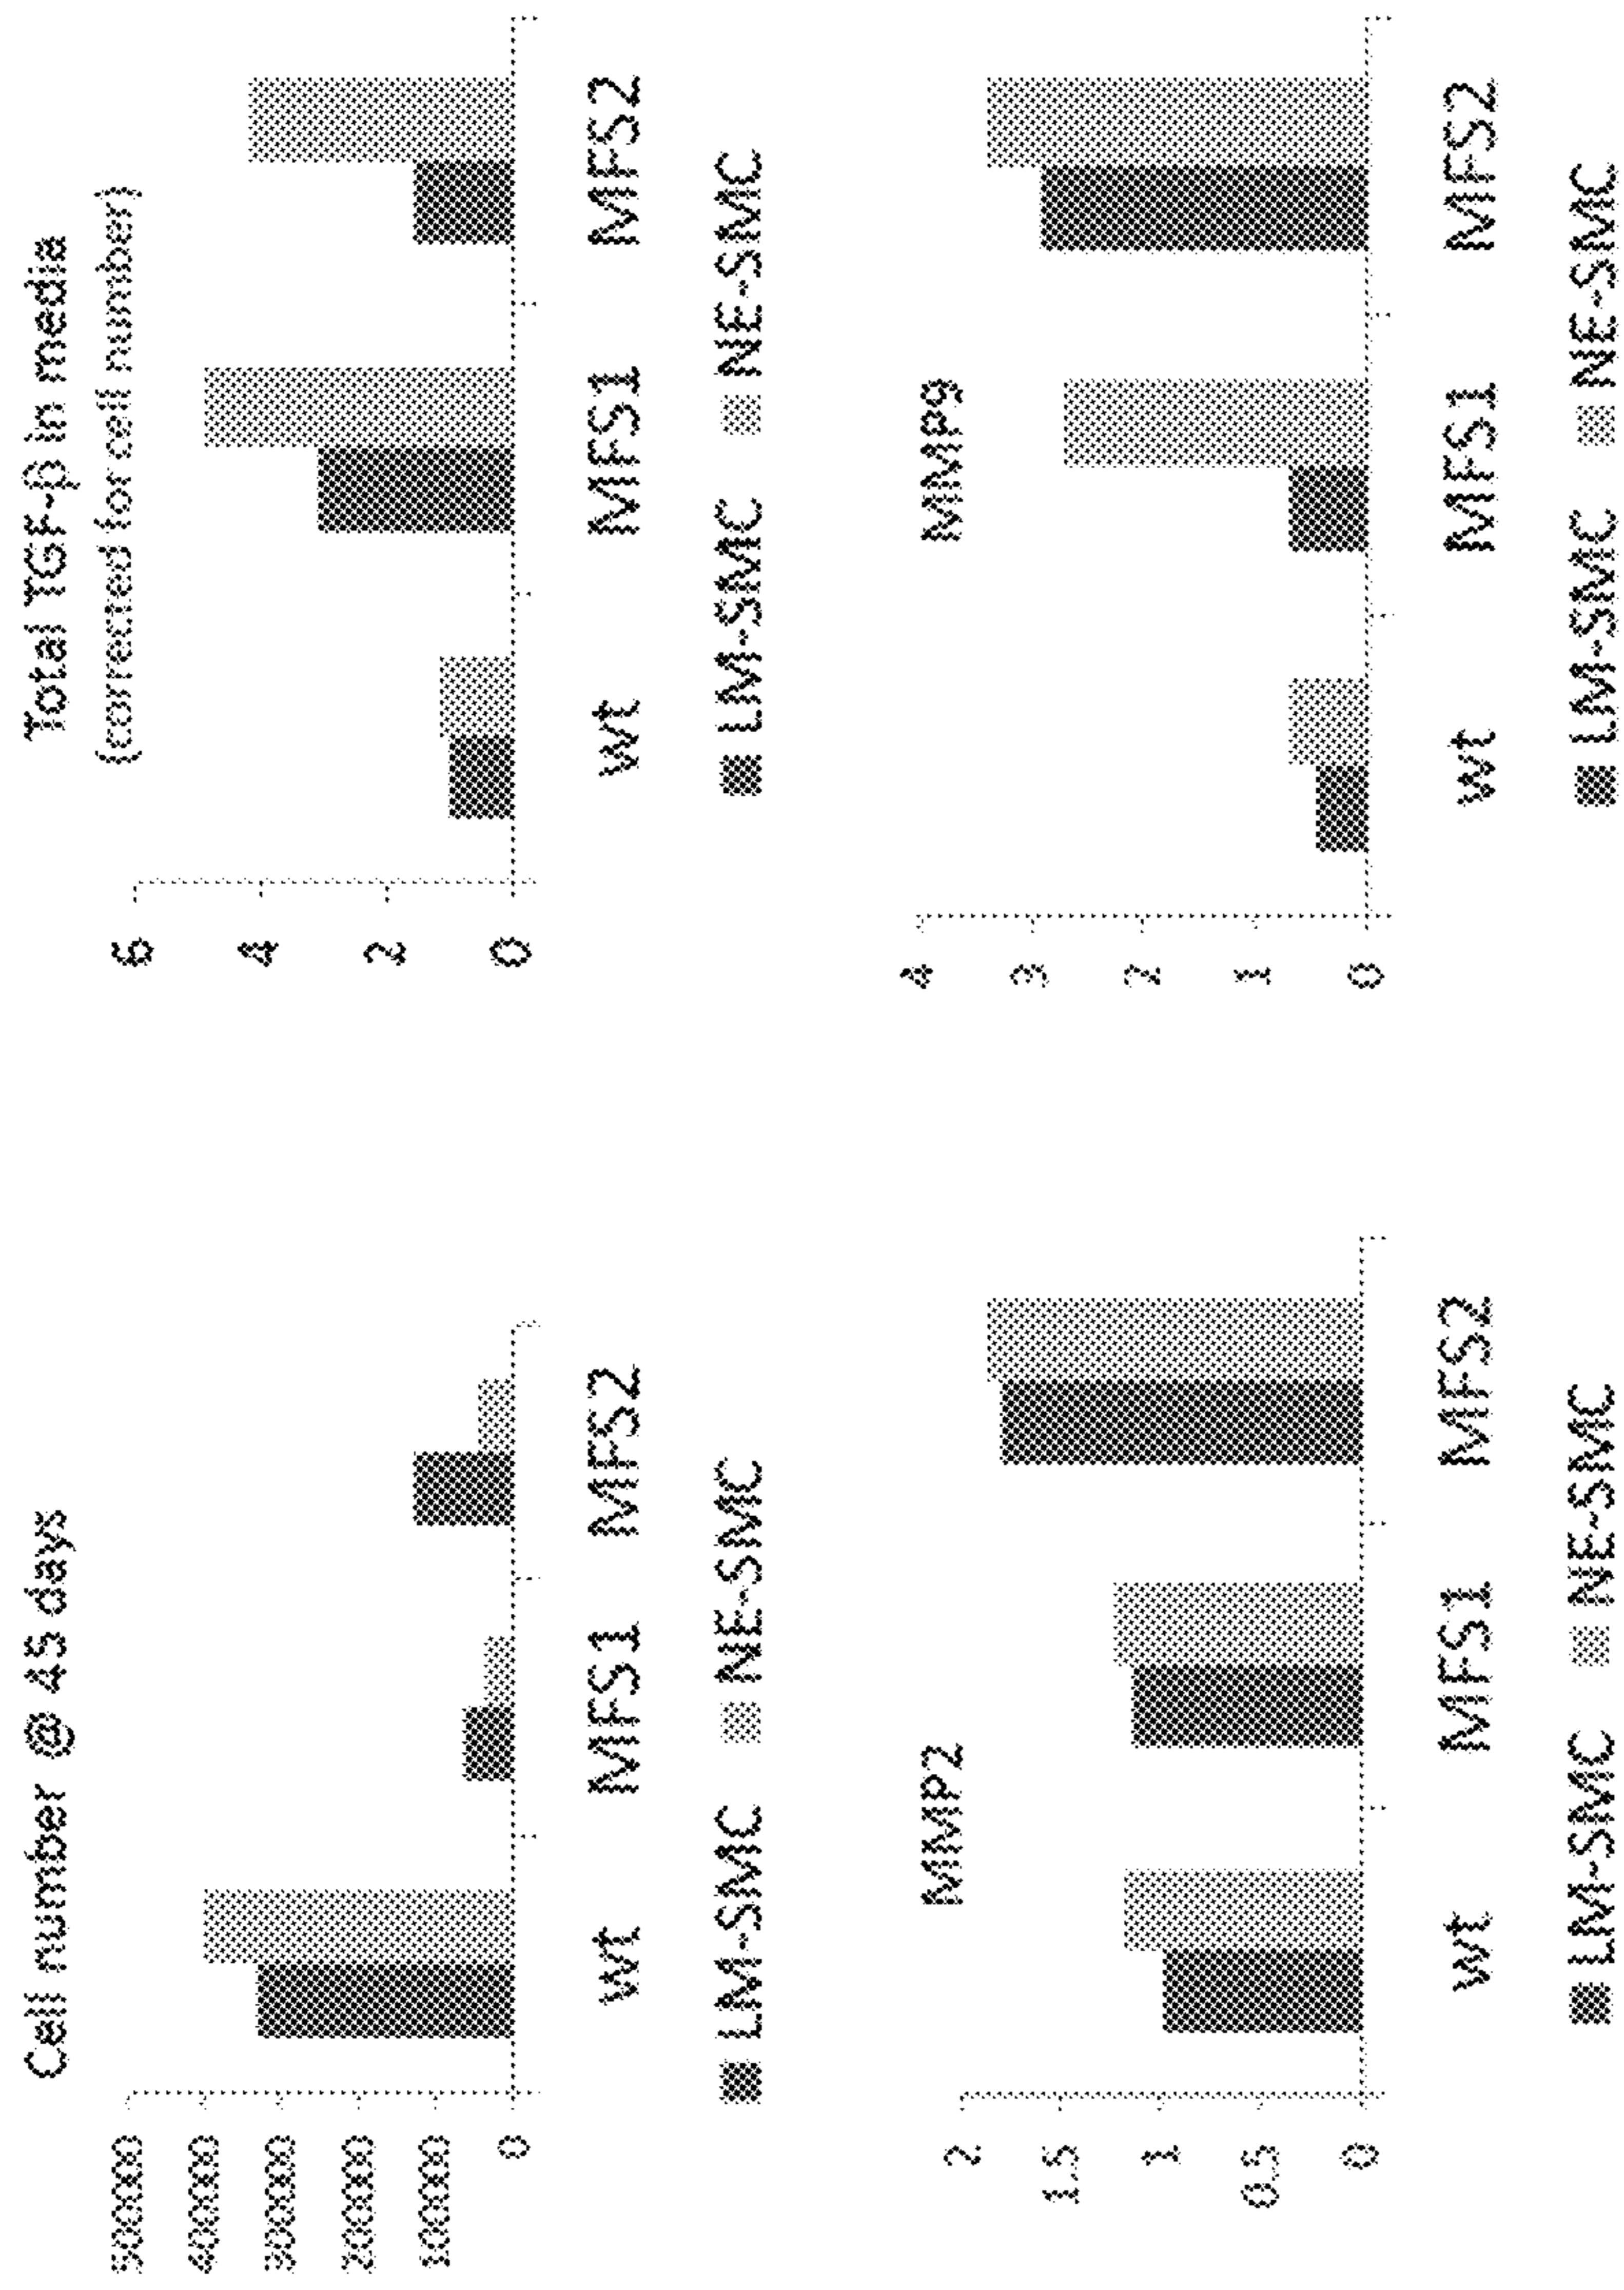 Cell number @ 45 days
500000
400000
300000
200000
100000
0
wt MFS1 MFS2
LM-SMC NE-SMC
Total TGF-β in media
(corrected for cell number)
6
4
2
0
wt MFS1 MFS2
LM-SMC NE-SMC
MMP2
2
1.5
1
0.5
0
wt MFS1 MFS2
LM-SMC NE-SMC
MMP9
4
3
2
1
0
wt MFS1 MFS2
LM-SMC NE-SMC